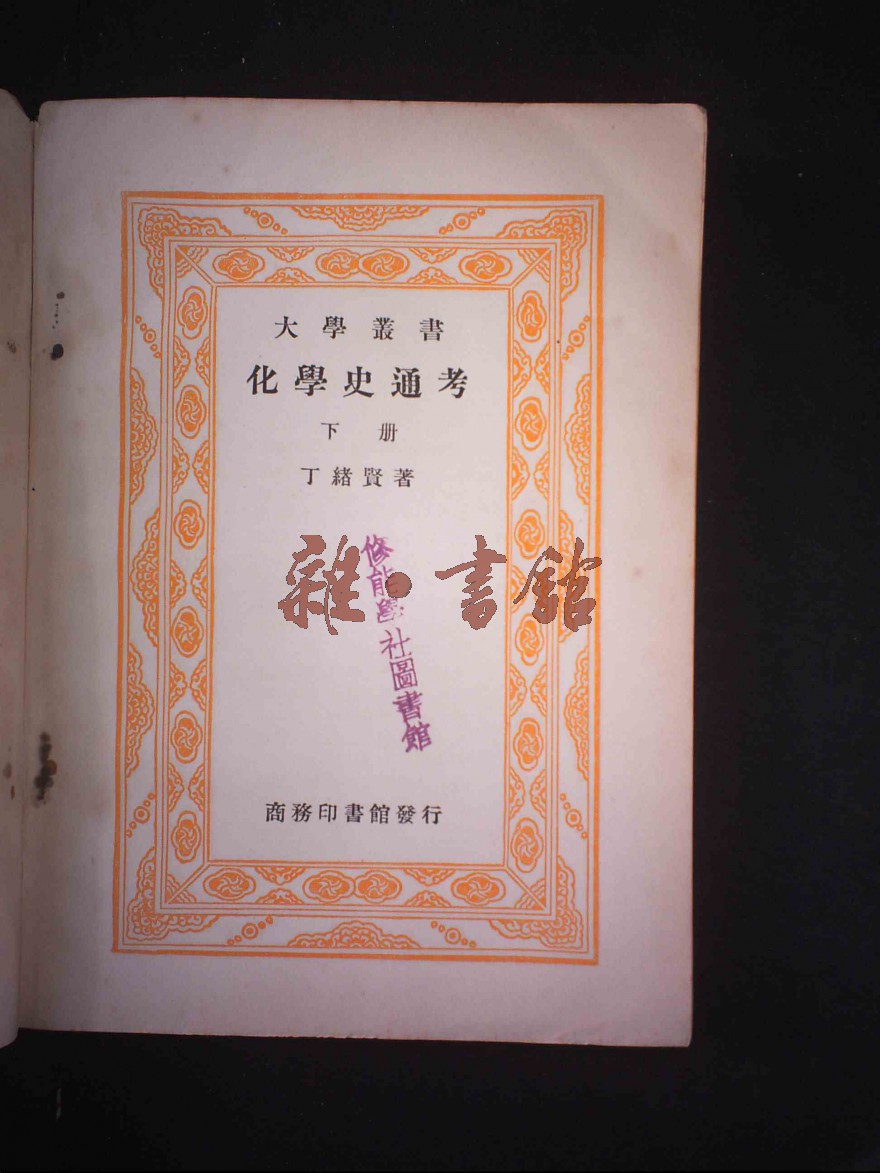 大學叢書
化學史通考
下册
丁緒賢著
雜·書館
修能學社圖書館
商務印書館發行